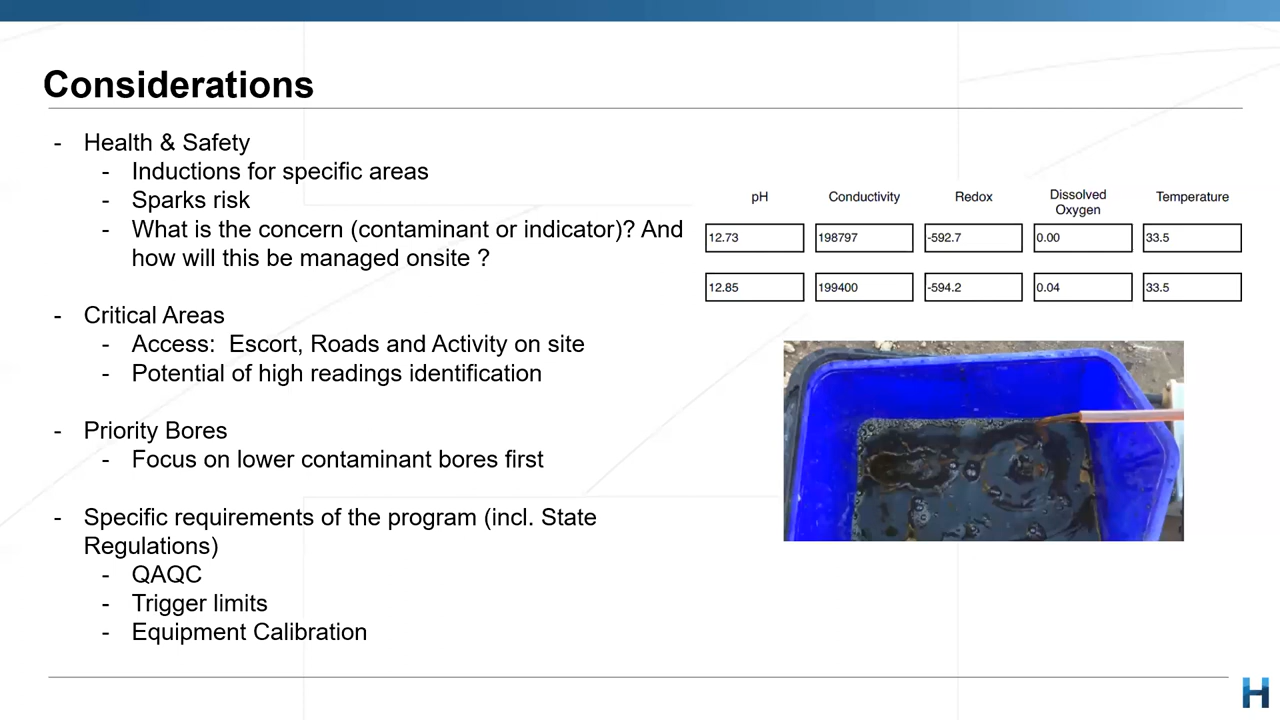 Considerations
- Health & Safety
- Inductions for specific areas
- Sparks risk
- What is the concern (contaminant or indicator)? And
how will this be managed onsite ?
- Critical Areas
- Access:  Escort, Roads and Activity on site
- Potential of high readings identification
- Priority Bores
- Focus on lower contaminant bores first
- Specific requirements of the program (incl. State
Regulations)
- QAQC
- Trigger limits
- Equipment Calibration
pH Conductivity Redox Dissolved Oxygen Temperature
12.73 198797 -592.7 0.00 33.5
12.85 199400 -594.2 0.04 33.5
H